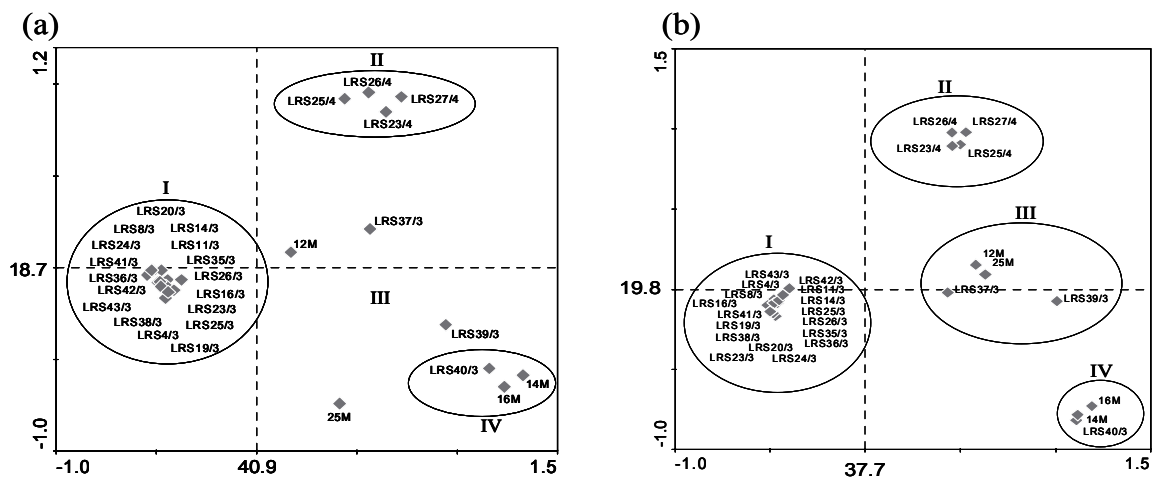 (a)
1.2
18.7
-1.0
-1.0
40.9
1.5
II
LRS26/4
LRS25/4
LRS27/4
LRS23/4
I
LRS20/3
LRS8/3
LRS14/3
LRS24/3
LRS11/3
LRS41/3
LRS35/3
LRS36/3
LRS26/3
LRS42/3
LRS16/3
LRS43/3
LRS23/3
LRS38/3
LRS25/3
LRS4/3
LRS19/3
LRS37/3
12M
III
LRS39/3
LRS40/3
14M
16M
25M
IV
(b)
1.5
19.8
-1.0
-1.0
37.7
1.5
II
LRS26/4
LRS27/4
LRS23/4
LRS25/4
III
12M
25M
LRS37/3
LRS39/3
I
LRS43/3
LRS42/3
LRS4/3
LRS14/3
LRS8/3
LRS16/3
LRS14/3
LRS41/3
LRS25/3
LRS19/3
LRS26/3
LRS38/3
LRS35/3
LRS20/3
LRS36/3
LRS23/3
LRS24/3
IV
16M
14M
LRS40/3